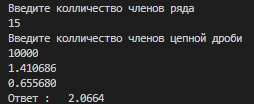 Введите колличество членов ряда
15
Введите колличество членов цепной дроби
10000
1.410686
0.655680
Ответ :   2.0664